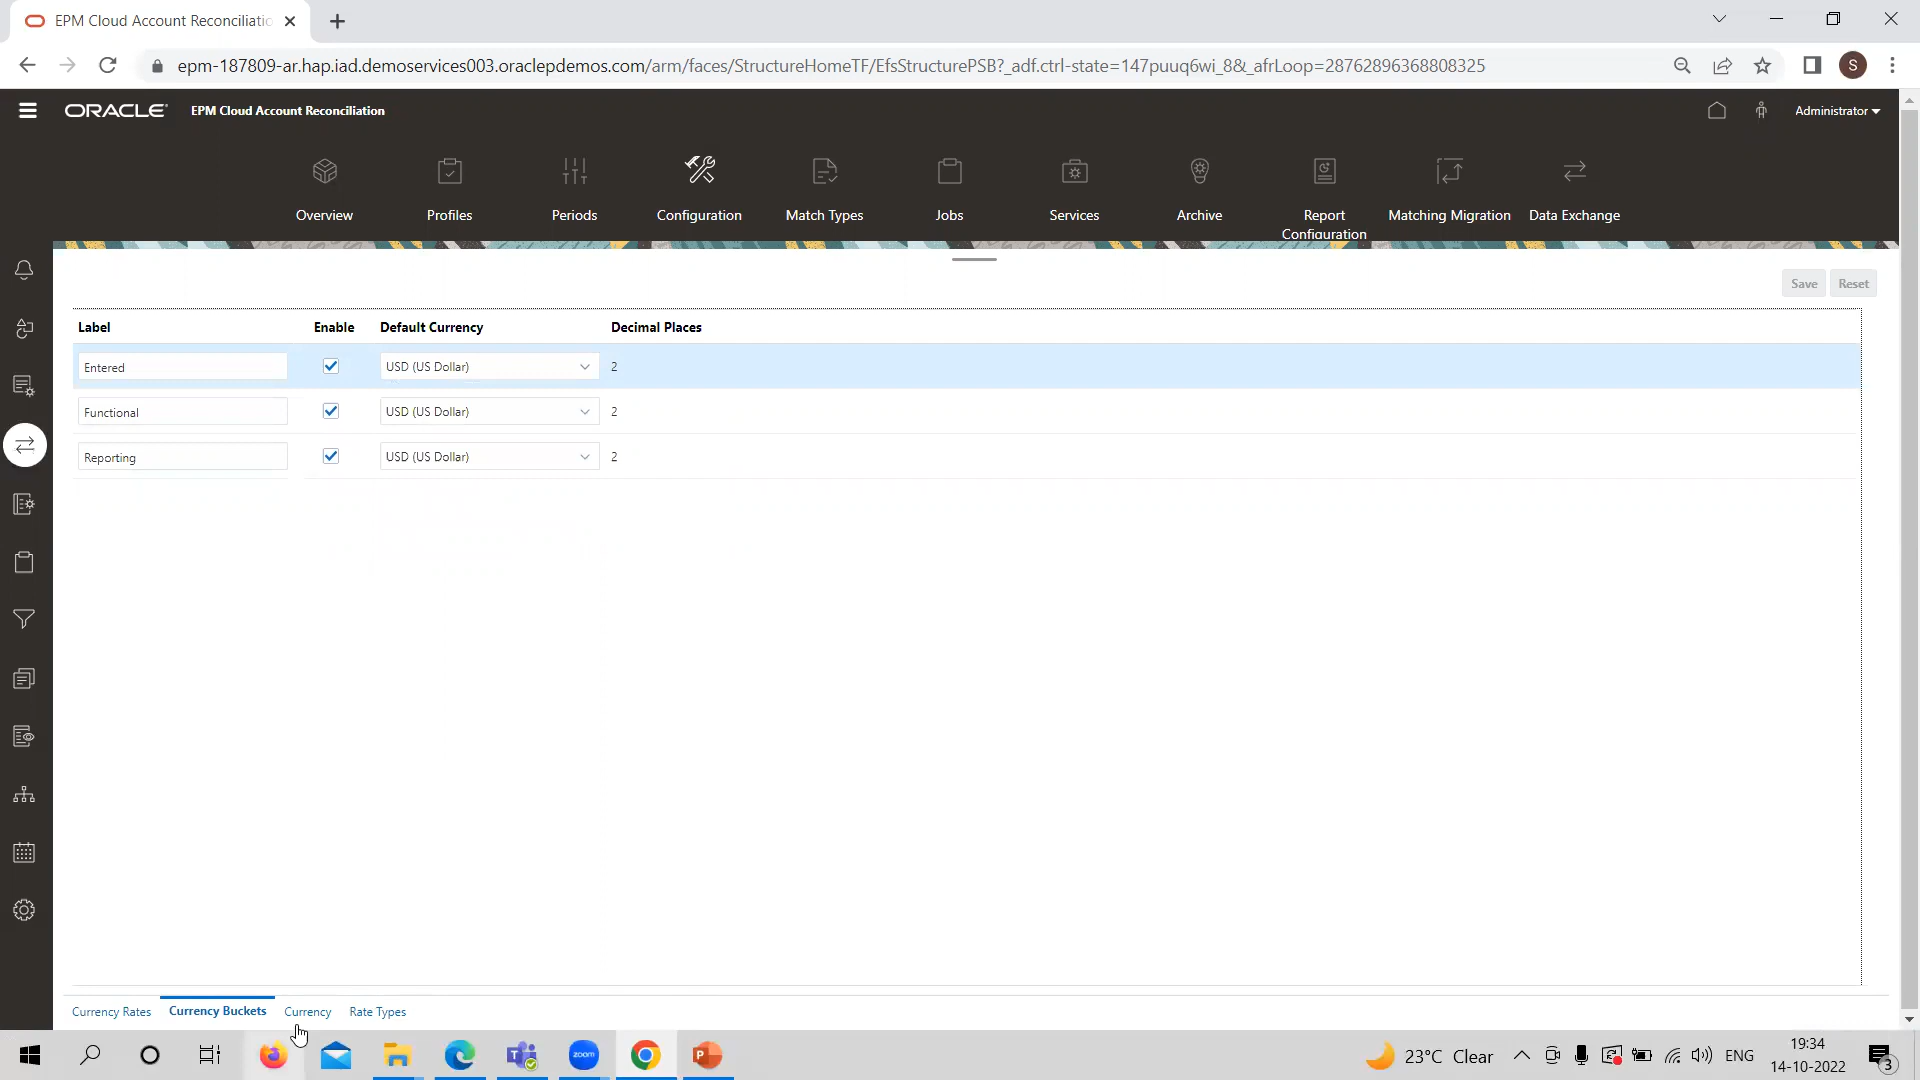 EPM Cloud Account Reconciliatio
epm-187809-ar.hap.iad.demoservices003.oraclepdemos.com/arm/faces/StructureHomeTF/EfsStructurePSB?_adf.ctrl-state=147puuq6wi_8&_afrLoop=28762896368808325
S
ORACLE EPM Cloud Account Reconciliation
Administrator
Overview Profiles Periods Configuration Match Types Jobs Services Archive Report Matching Migration Data Exchange
Configuration
Save Reset
Label Enable Default Currency Decimal Places
Entered USD (US Dollar) 2
Functional USD (US Dollar) 2
Reporting USD (US Dollar) 2
Currency Rates Currency Buckets Currency Rate Types
zoom
23°C Clear
ENG
19:34
14-10-2022
3